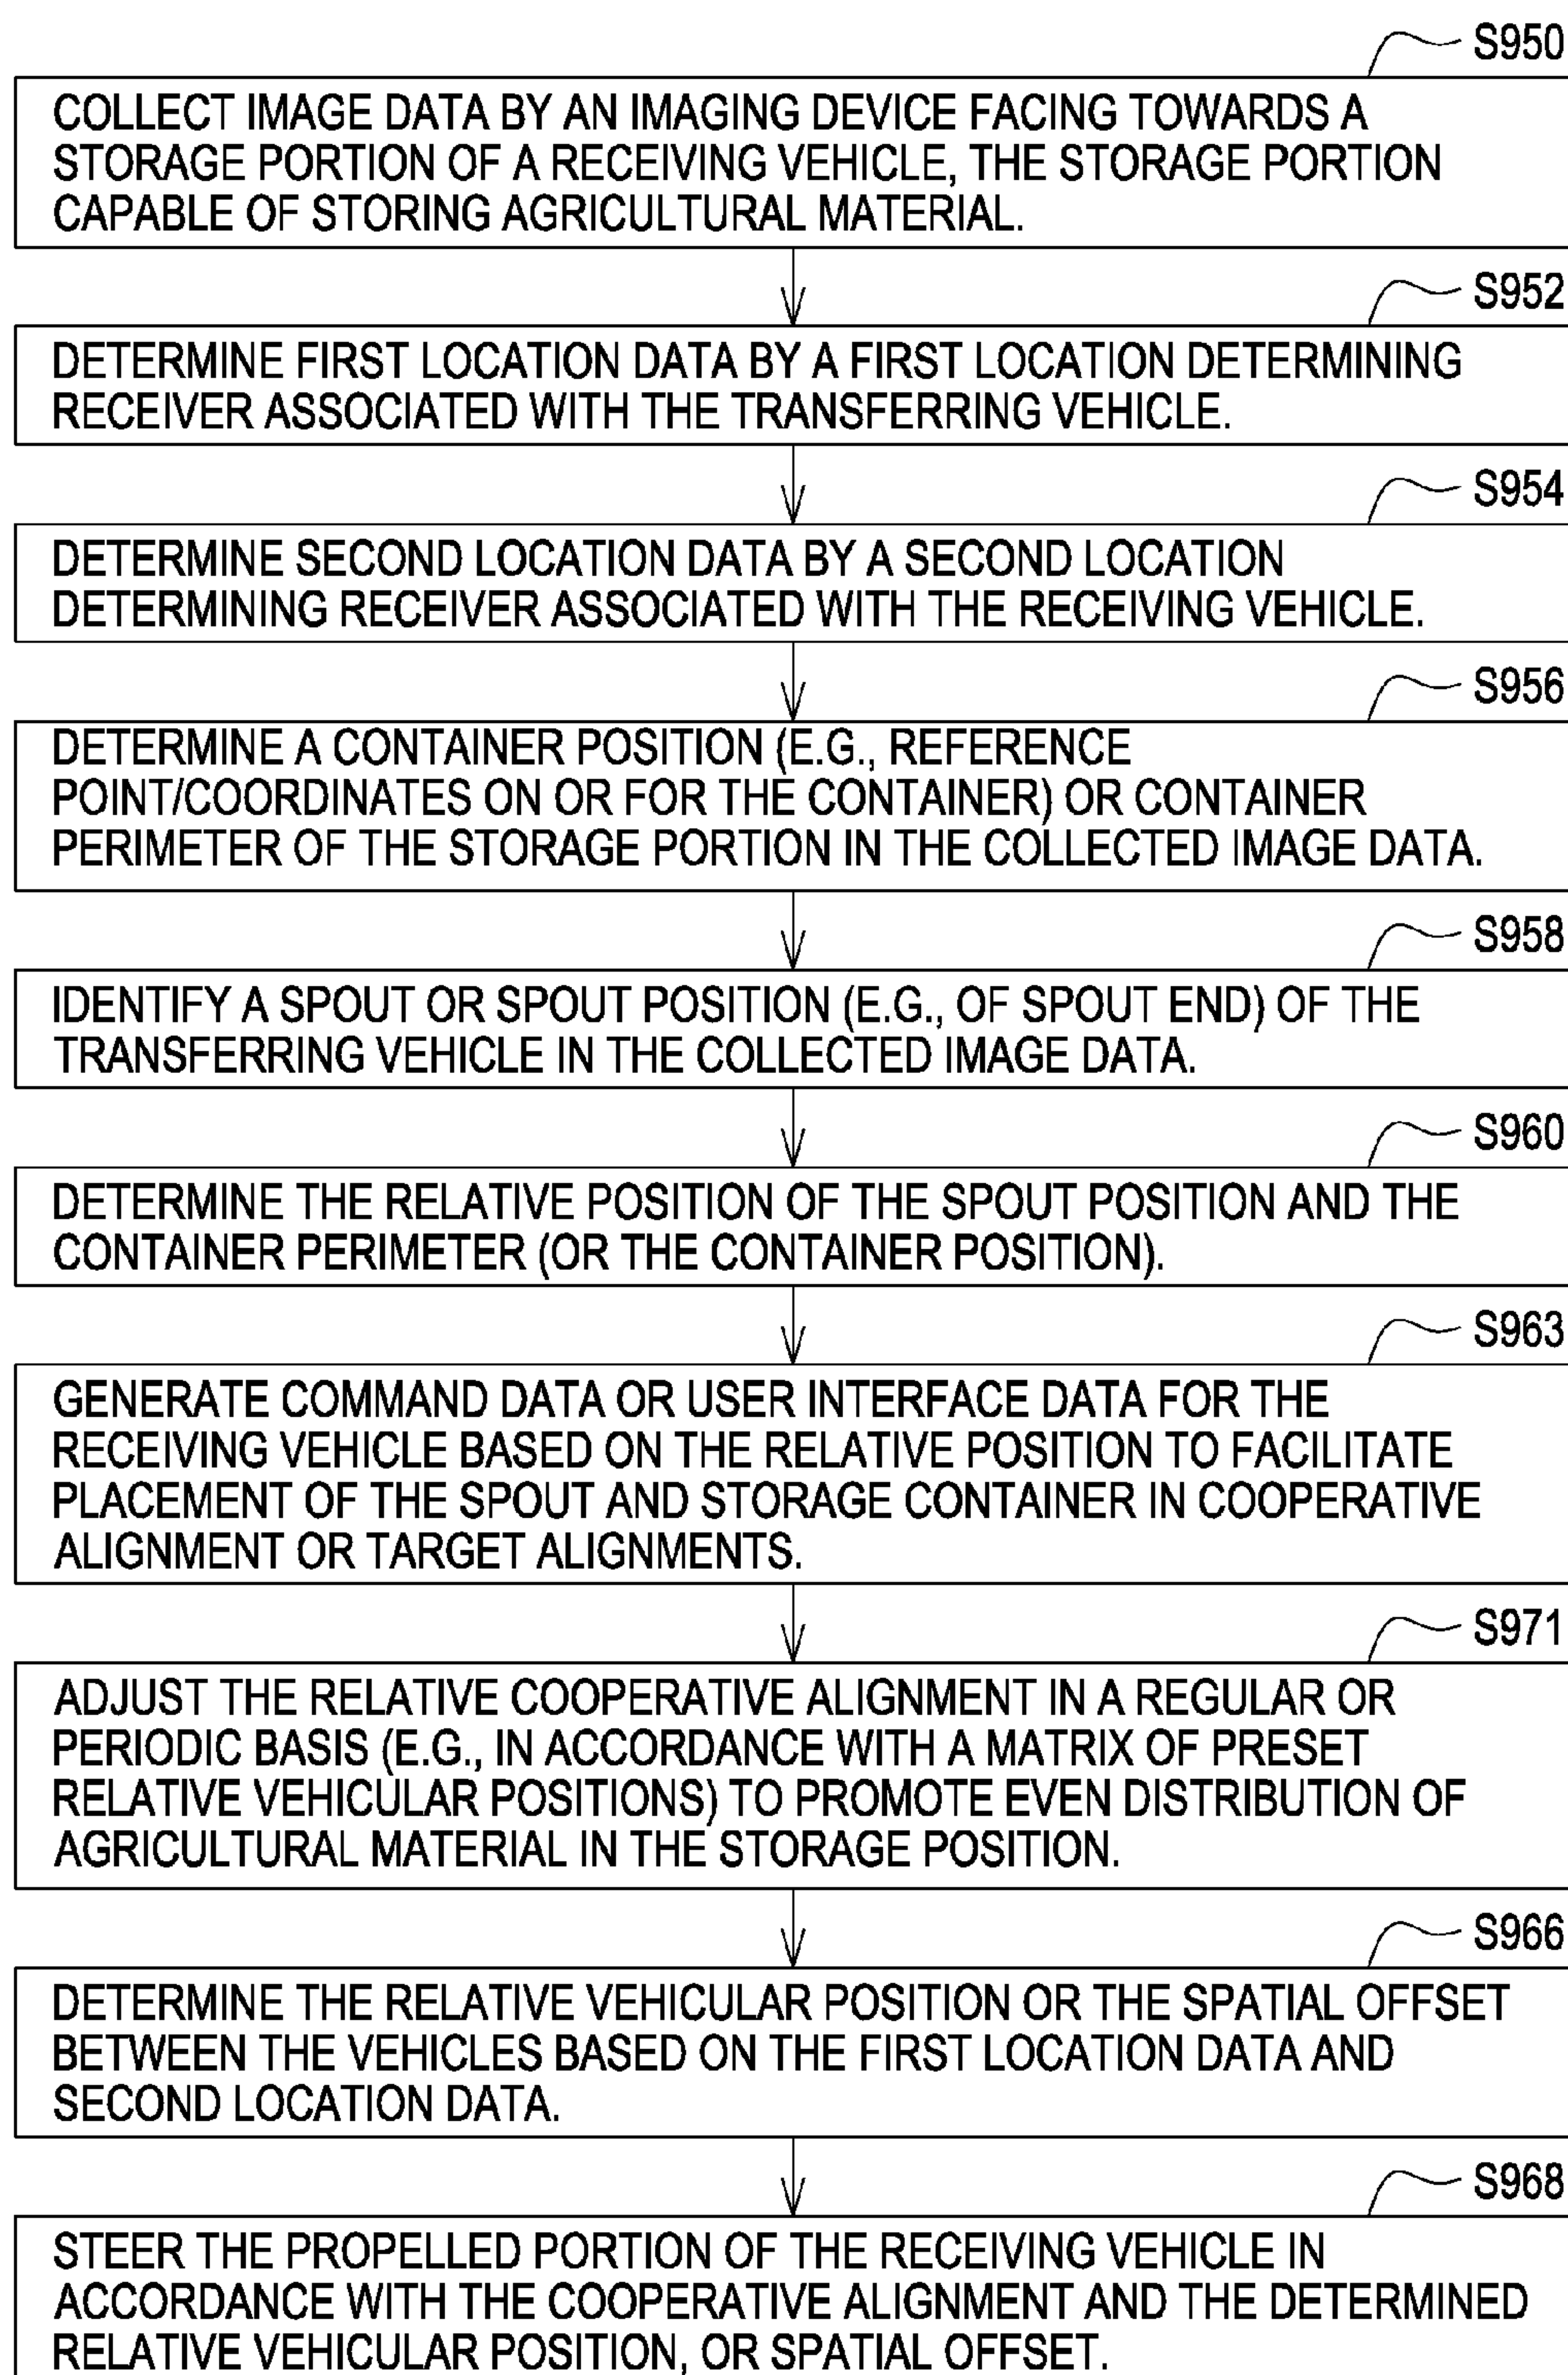 S950
COLLECT IMAGE DATA BY AN IMAGING DEVICE FACING TOWARDS A
STORAGE PORTION OF A RECEIVING VEHICLE, THE STORAGE PORTION
CAPABLE OF STORING AGRICULTURAL MATERIAL.
S952
DETERMINE FIRST LOCATION DATA BY A FIRST LOCATION DETERMINING
RECEIVER ASSOCIATED WITH THE TRANSFERRING VEHICLE.
S954
DETERMINE SECOND LOCATION DATA BY A SECOND LOCATION
DETERMINING RECEIVER ASSOCIATED WITH THE RECEIVING VEHICLE.
S956
DETERMINE A CONTAINER POSITION (E.G., REFERENCE
POINT/COORDINATES ON OR FOR THE CONTAINER) OR CONTAINER
PERIMETER OF THE STORAGE PORTION IN THE COLLECTED IMAGE DATA.
S958
IDENTIFY A SPOUT OR SPOUT POSITION (E.G., OF SPOUT END) OF THE
TRANSFERRING VEHICLE IN THE COLLECTED IMAGE DATA.
S960
DETERMINE THE RELATIVE POSITION OF THE SPOUT POSITION AND THE
CONTAINER PERIMETER (OR THE CONTAINER POSITION).
S963
GENERATE COMMAND DATA OR USER INTERFACE DATA FOR THE
RECEIVING VEHICLE BASED ON THE RELATIVE POSITION TO FACILITATE
PLACEMENT OF THE SPOUT AND STORAGE CONTAINER IN COOPERATIVE
ALIGNMENT OR TARGET ALIGNMENTS.
S971
ADJUST THE RELATIVE COOPERATIVE ALIGNMENT IN A REGULAR OR
PERIODIC BASIS (E.G., IN ACCORDANCE WITH A MATRIX OF PRESET
RELATIVE VEHICULAR POSITIONS) TO PROMOTE EVEN DISTRIBUTION OF
AGRICULTURAL MATERIAL IN THE STORAGE POSITION.
S966
DETERMINE THE RELATIVE VEHICULAR POSITION OR THE SPATIAL OFFSET
BETWEEN THE VEHICLES BASED ON THE FIRST LOCATION DATA AND
SECOND LOCATION DATA.
S968
STEER THE PROPELLED PORTION OF THE RECEIVING VEHICLE IN
ACCORDANCE WITH THE COOPERATIVE ALIGNMENT AND THE DETERMINED
RELATIVE VEHICULAR POSITION, OR SPATIAL OFFSET.